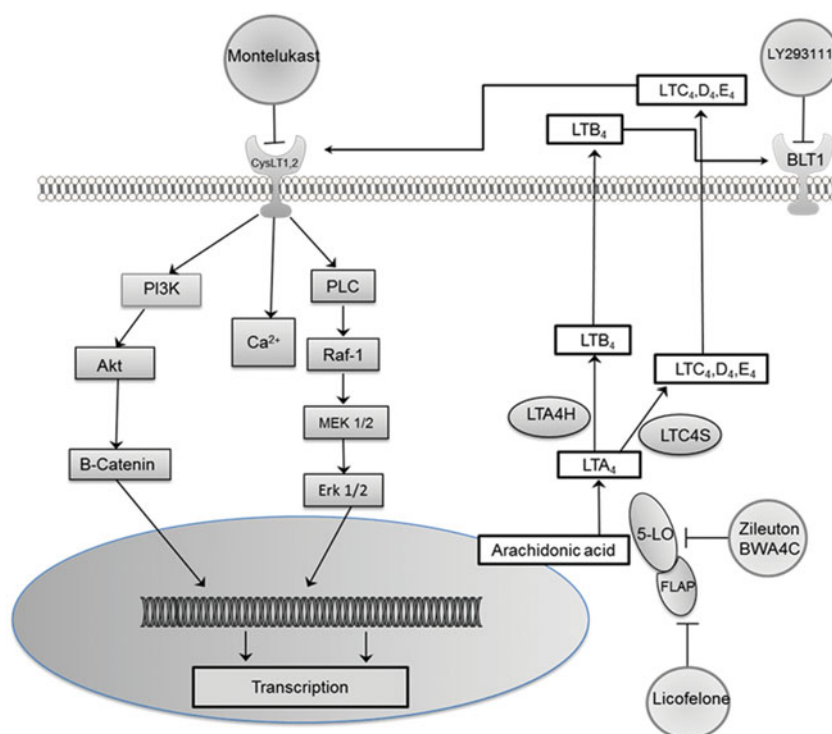 Montelukast
LY293111
LTC₄,D₄,E₄
LTB₄
CysLT1,2
BLT1
PI3K
PLC
Ca²⁺
Raf-1
LTB₄
Akt
LTC₄,D₄,E₄
LTA4H
MEK 1/2
LTC4S
B-Catenin
LTA₄
Erk 1/2
5-LO
Zileuton
BWA4C
Arachidonic acid
FLAP
Transcription
Licofelone